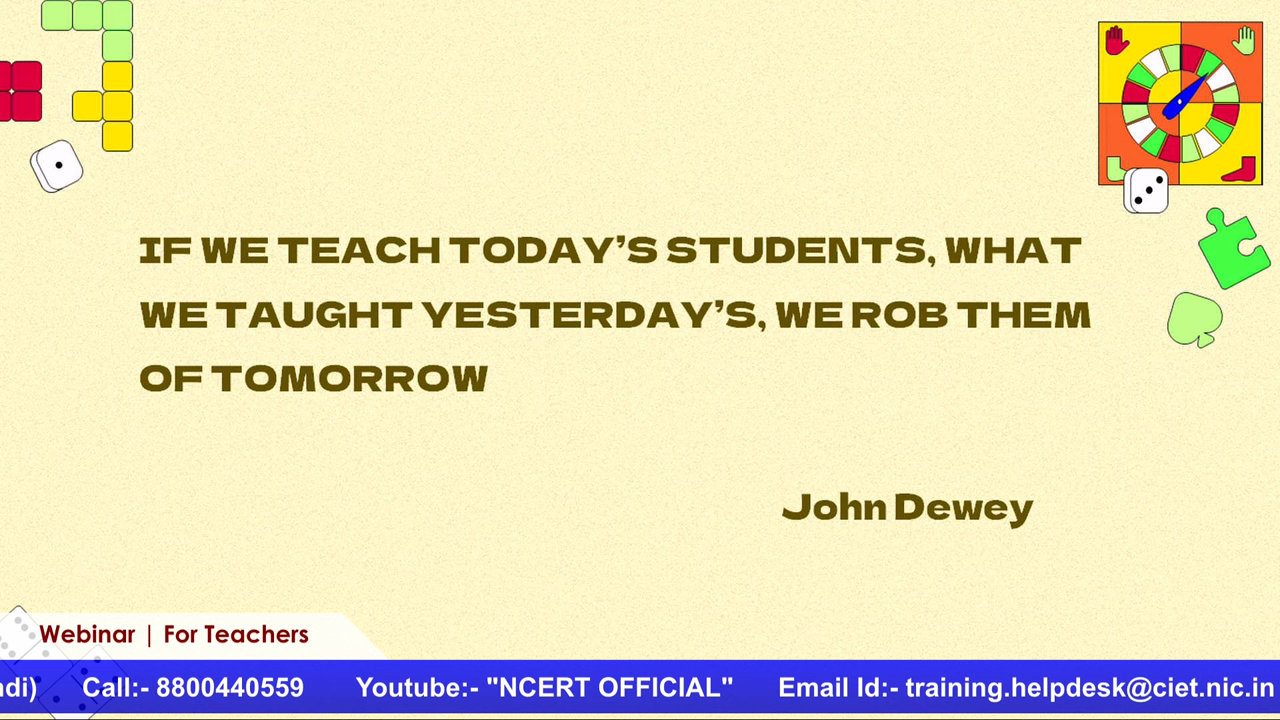 IF WE TEACH TODAY’S STUDENTS, WHAT
WE TAUGHT YESTERDAY’S, WE ROB THEM
OF TOMORROW
John Dewey
Webinar | For Teachers
Call:- 8800440559 Youtube:- "NCERT OFFICIAL" Email Id:- training.helpdesk@ciet.nic.in